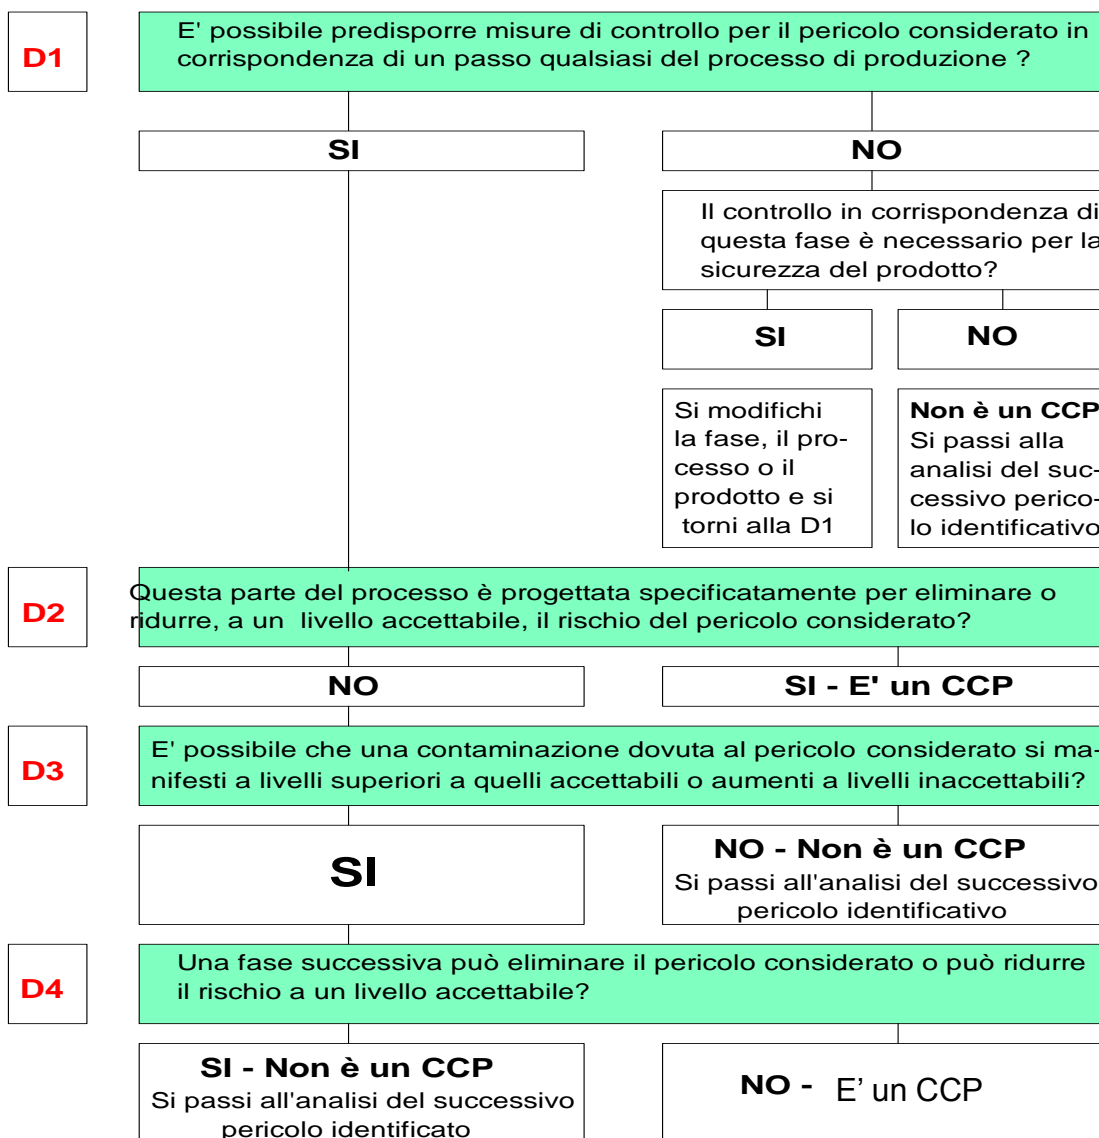 D1
E' possibile predisporre misure di controllo per il pericolo considerato in
corrispondenza di un passo qualsiasi del processo di produzione ?
SI
NO
Il controllo in corrispondenza di
questa fase è necessario per la
sicurezza del prodotto?
SI
NO
Si modifichi
la fase, il pro-
cesso o il
prodotto e si
torni alla D1
Non è un CCP
Si passi alla
analisi del suc-
cessivo perico-
lo identificativo
D2
Questa parte del processo è progettata specificatamente per eliminare o
ridurre, a un livello accettabile, il rischio del pericolo considerato?
NO
SI - E' un CCP
D3
E' possibile che una contaminazione dovuta al pericolo considerato si ma-
nifesti a livelli superiori a quelli accettabili o aumenti a livelli inaccettabili?
SI
NO - Non è un CCP
Si passi all'analisi del successivo
pericolo identificativo
D4
Una fase successiva può eliminare il pericolo considerato o può ridurre
il rischio a un livello accettabile?
SI - Non è un CCP
Si passi all'analisi del successivo
pericolo identificato
NO - E’ un CCP